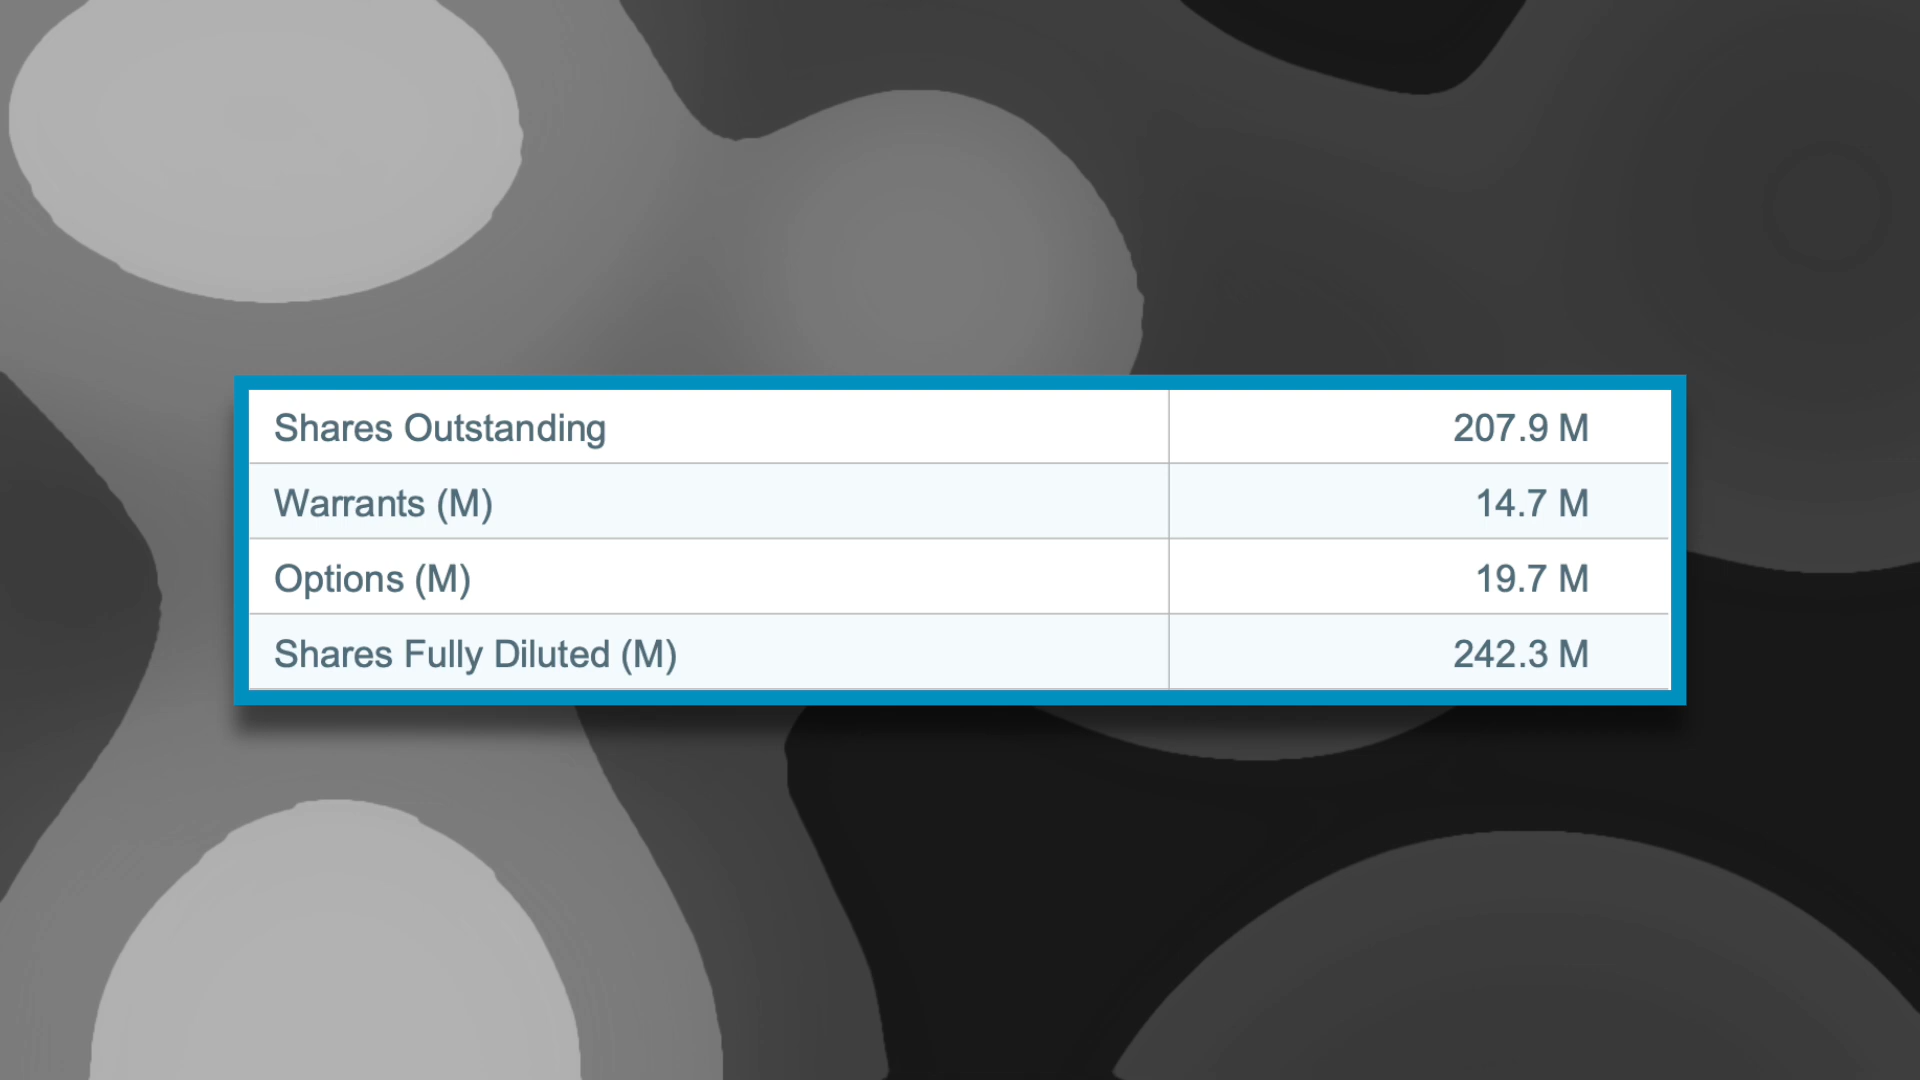 Shares Outstanding 207.9 M
Warrants (M) 14.7 M
Options (M) 19.7 M
Shares Fully Diluted (M) 242.3 M